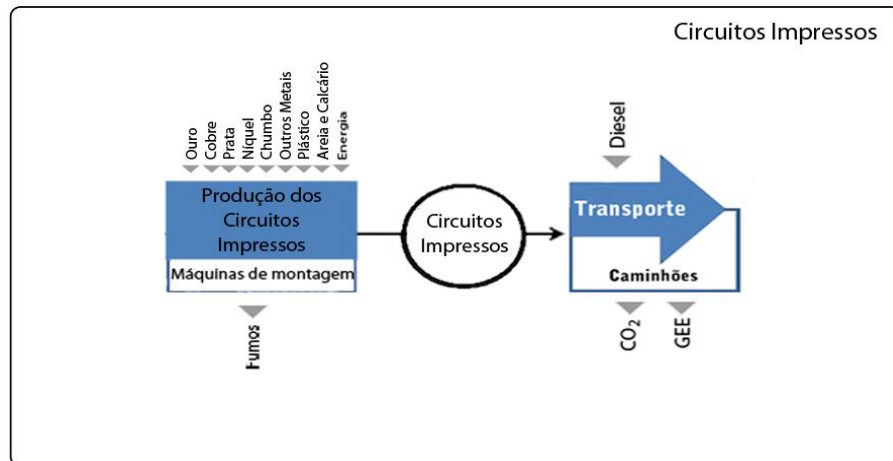 Circuitos Impressos
Ouro
Cobre
Prata
Níquel
Chumbo
Outros Metais
Plástico
Areia e Calcário
Energia
Produção dos
Circuitos
Impressos
Máquinas de montagem
Fumos
Circuitos
Impressos
Diesel
Transporte
Caminhões
CO₂
GEE